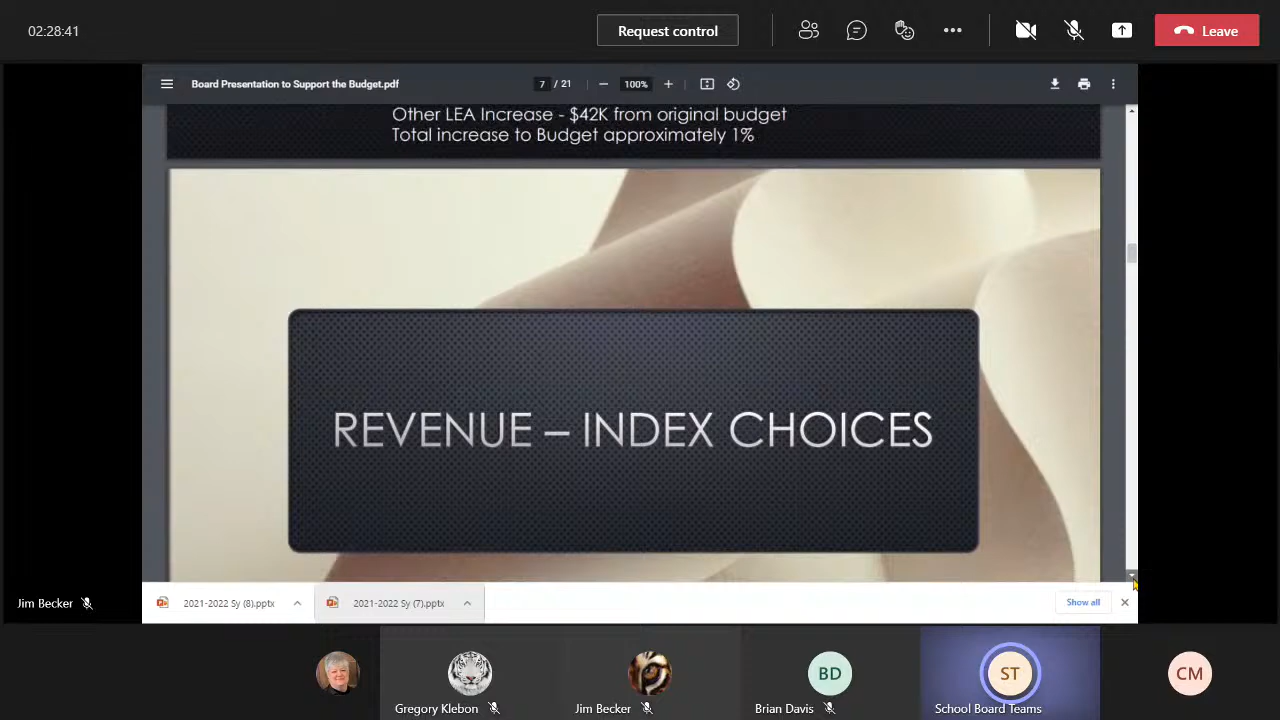 02:28:41
Request control
Leave
Board Presentation to Support the Budget.pdf
7 / 21
100%
Other LEA Increase - $42K from original budget
Total increase to Budget approximately 1%
REVENUE – INDEX CHOICES
Jim Becker
2021-2022 Sy (8).pptx
2021-2022 Sy (7).pptx
Show all
BD
ST
CM
Gregory Klebon
Jim Becker
Brian Davis
School Board Teams